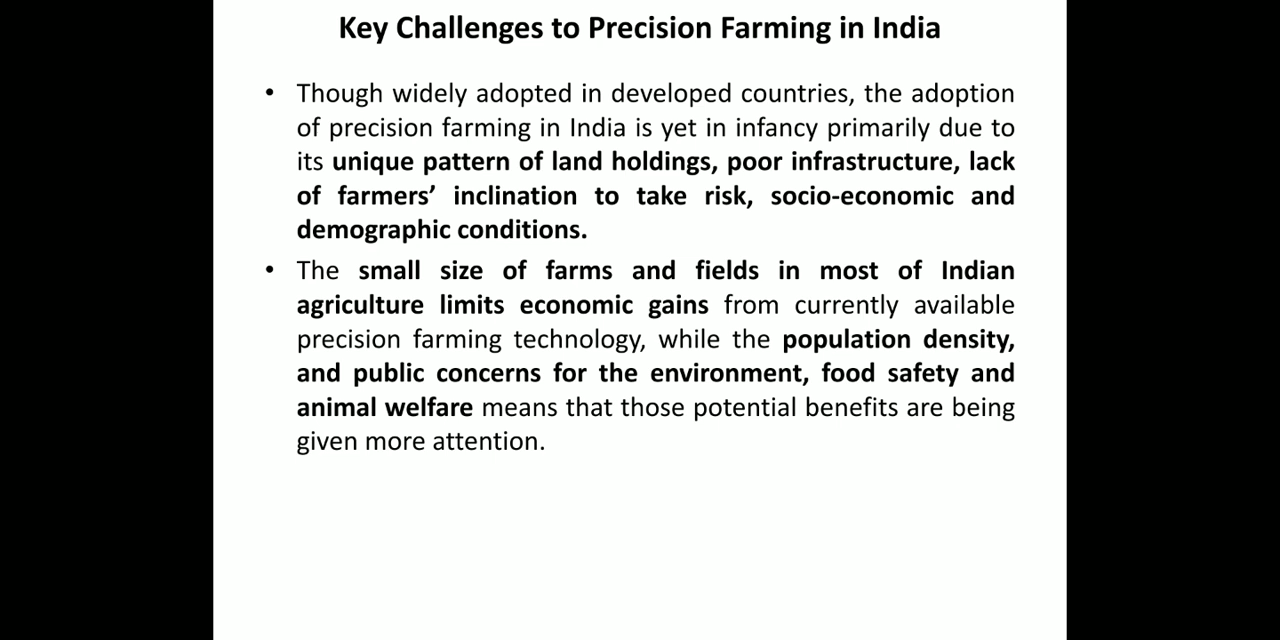 Key Challenges to Precision Farming in India
• Though widely adopted in developed countries, the adoption
of precision farming in India is yet in infancy primarily due to
its unique pattern of land holdings, poor infrastructure, lack
of farmers’ inclination to take risk, socio-economic and
demographic conditions.
• The small size of farms and fields in most of Indian
agriculture limits economic gains from currently available
precision farming technology, while the population density,
and public concerns for the environment, food safety and
animal welfare means that those potential benefits are being
given more attention.